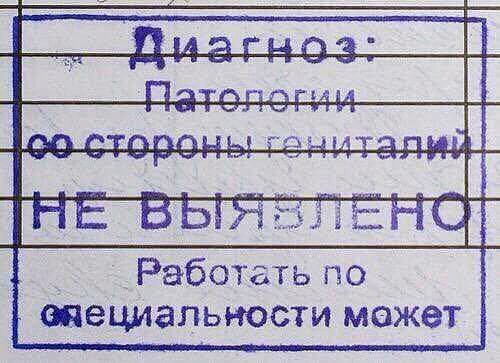 Диагноз:
Патологии
со стороны гениталий
НЕ ВЫЯВЛЕНО
Работать по
специальности может